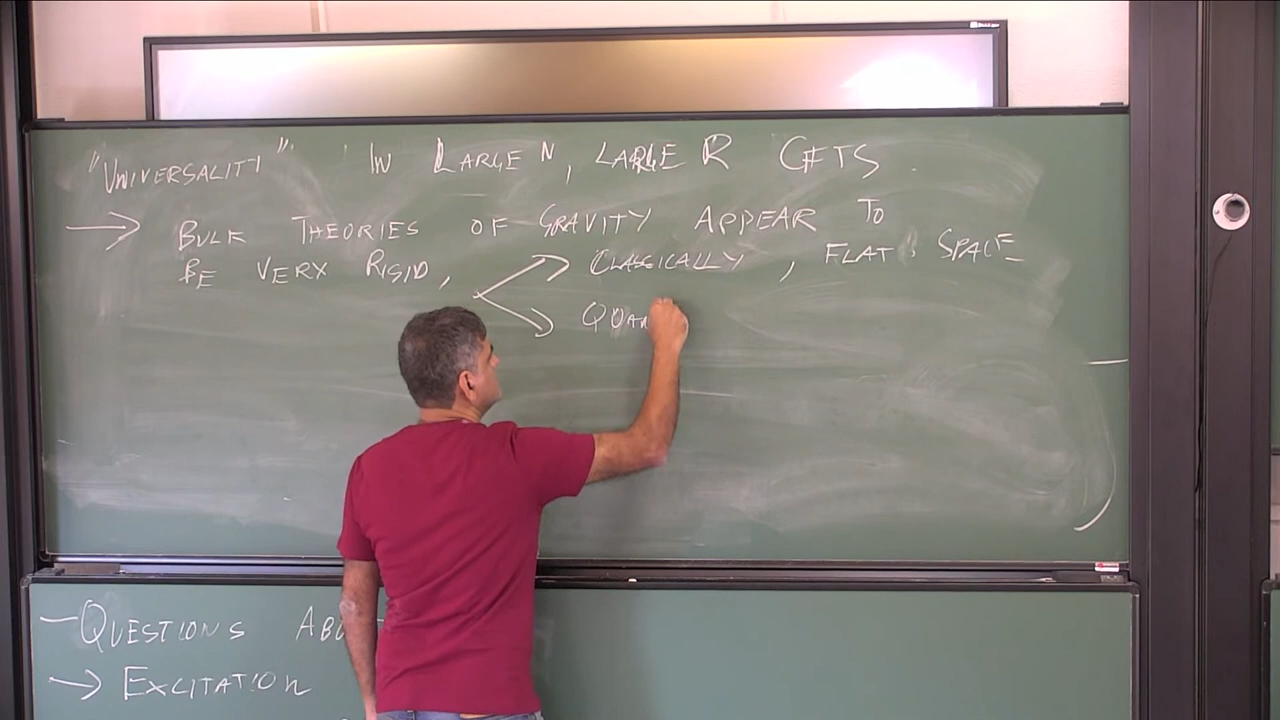 "UNIVERSALITY" IN LARGE N, LARGE R CFTS.
→ BULK THEORIES OF GRAVITY APPEAR TO
BE VERY RIGID, CLASSICALLY, FLAT SPACE
QUAN
- QUESTIONS ABO
→ EXCITATION